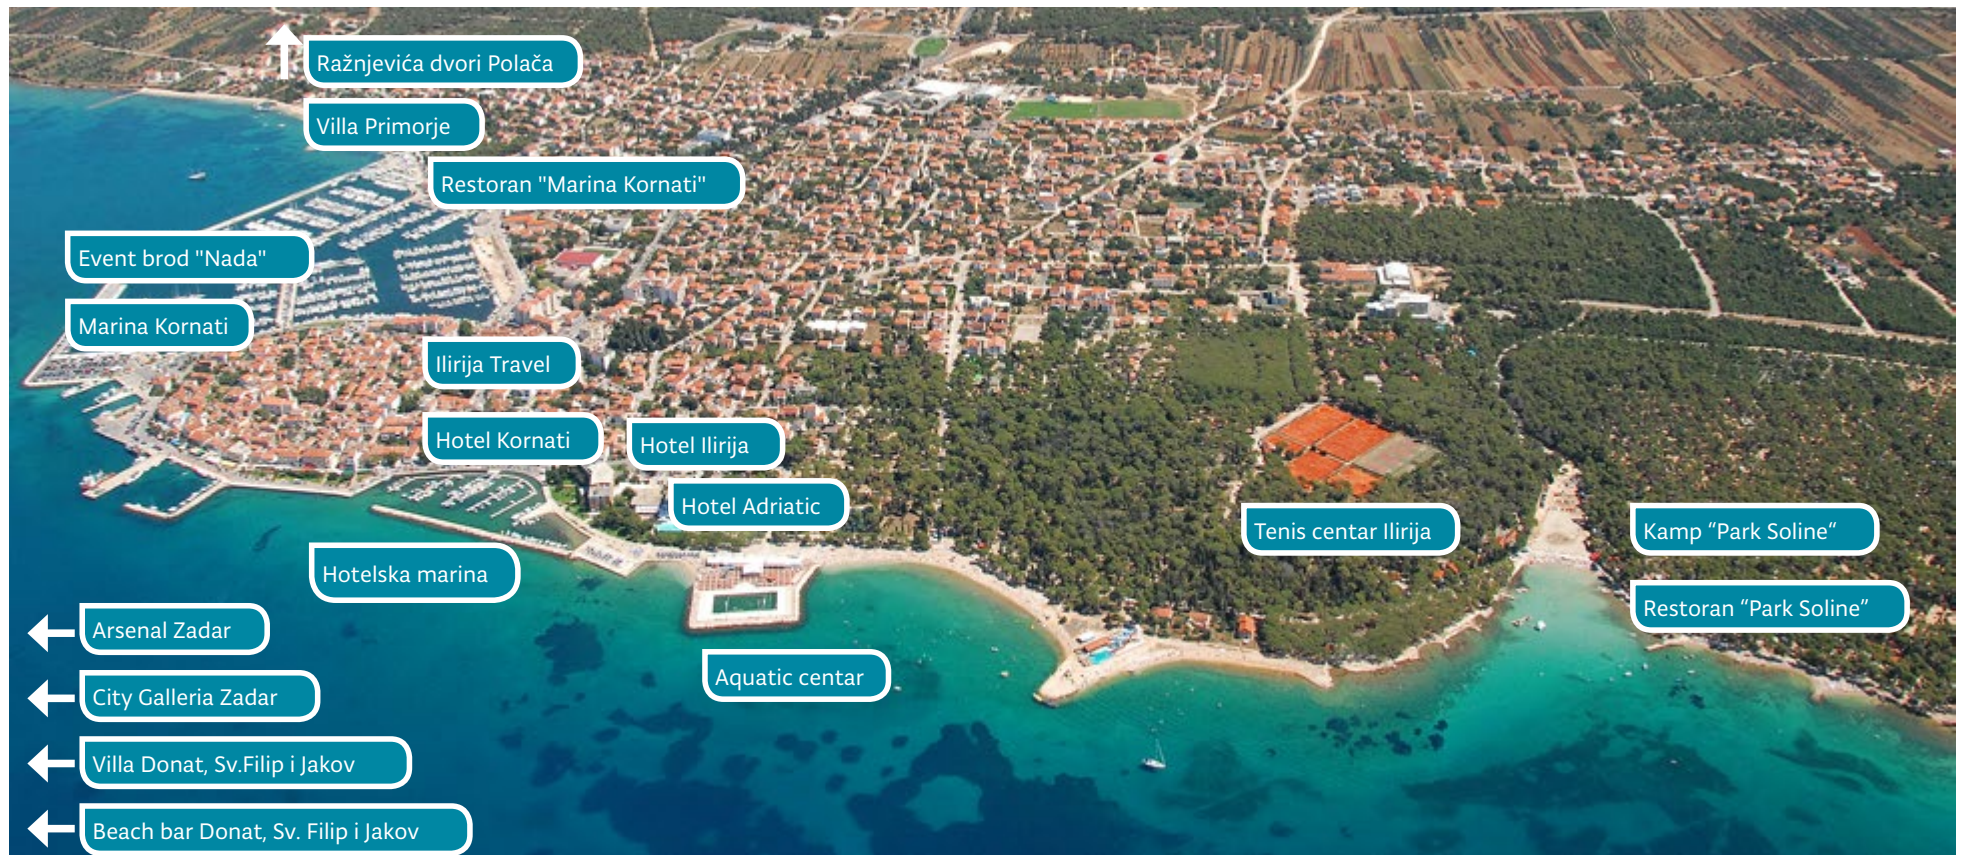 Ražnjevića dvori Polača
Villa Primorje
Restoran "Marina Kornati"
Event brod "Nada"
Marina Kornati
Ilirija Travel
Hotel Kornati
Hotel Ilirija
Hotel Adriatic
Tenis centar Ilirija
Kamp “Park Soline“
Restoran “Park Soline”
Hotelska marina
Arsenal Zadar
Aquatic centar
City Galleria Zadar
Villa Donat, Sv.Filip i Jakov
Beach bar Donat, Sv. Filip i Jakov